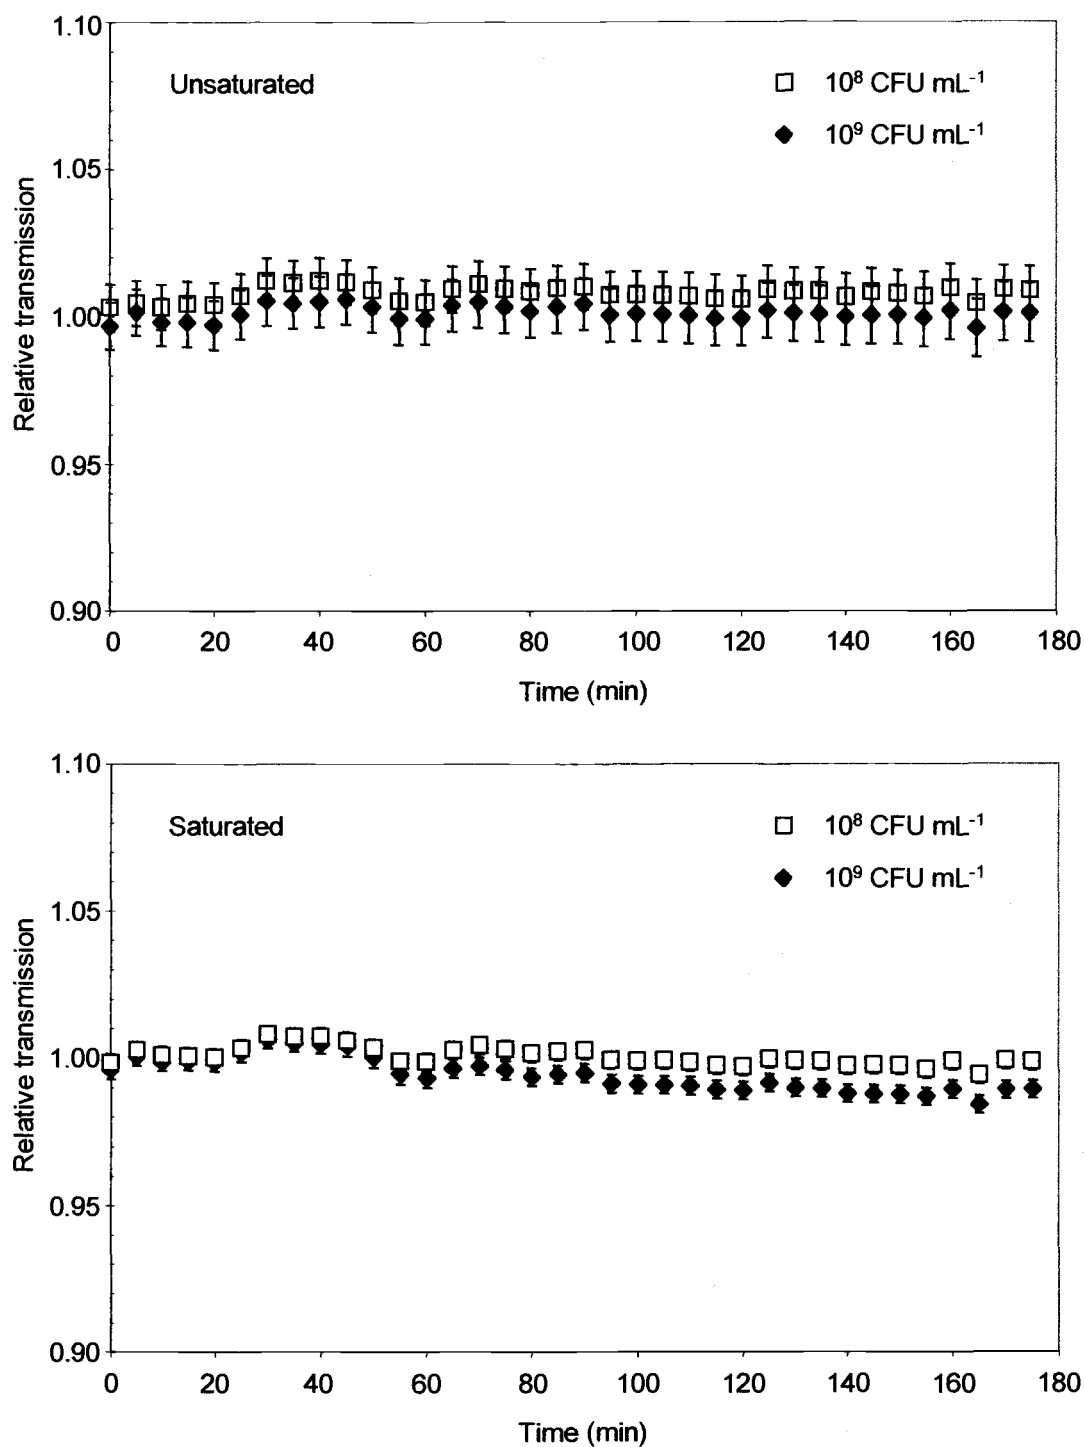 1.10
Unsaturated
10⁸ CFU mL⁻¹
10⁹ CFU mL⁻¹
1.05
Relative transmission
1.00
0.95
0.90
0 20 40 60 80 100 120 140 160 180
Time (min)
1.10
Saturated
10⁸ CFU mL⁻¹
10⁹ CFU mL⁻¹
1.05
Relative transmission
1.00
0.95
0.90
0 20 40 60 80 100 120 140 160 180
Time (min)